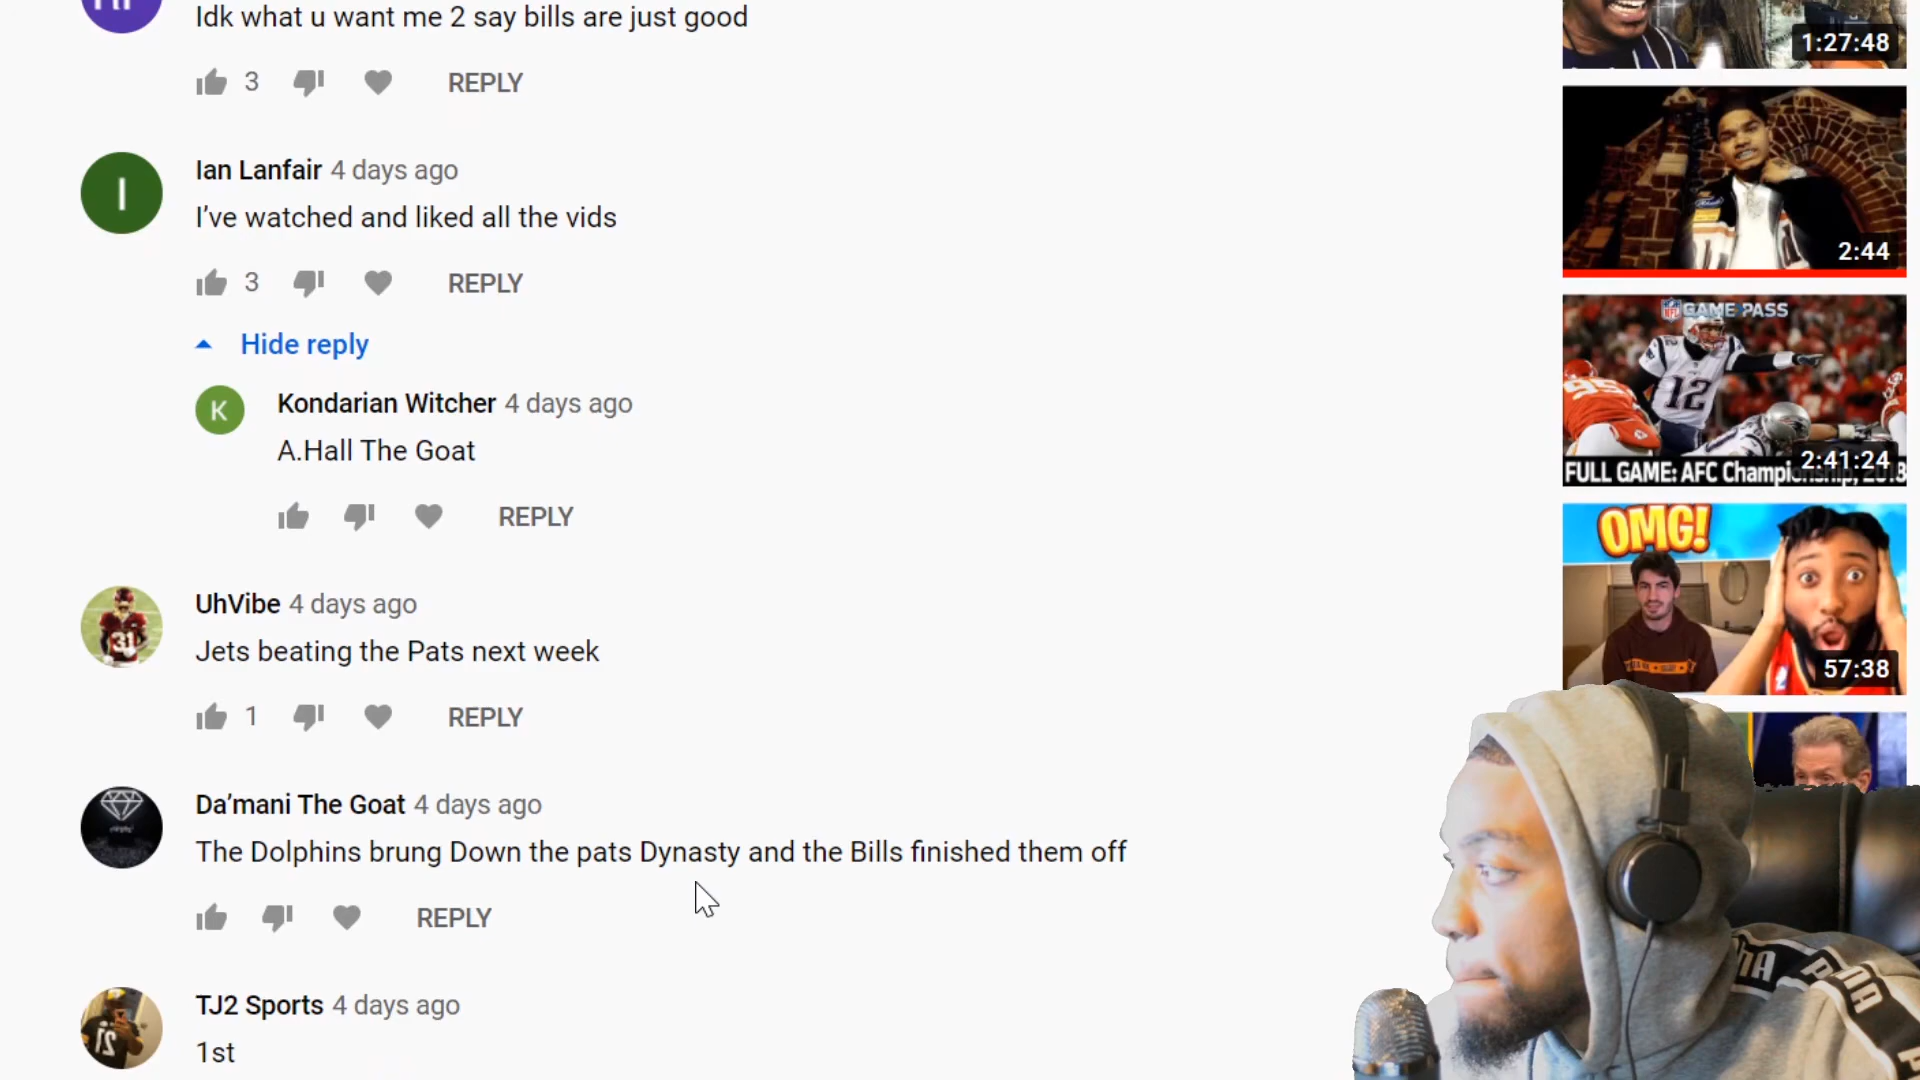 Idk what u want me 2 say bills are just good
3
REPLY
I
Ian Lanfair 4 days ago
I've watched and liked all the vids
3
REPLY
Hide reply
K
Kondarian Witcher 4 days ago
A.Hall The Goat
REPLY
31
UhVibe 4 days ago
Jets beating the Pats next week
1
REPLY
Da'mani The Goat 4 days ago
The Dolphins brung Down the pats Dynasty and the Bills finished them off
REPLY
TJ2 Sports 4 days ago
1st
1:27:48
2:44
NFL GAME PASS
95
12
2:41:24
FULL GAME: AFC
OMG!
57:38